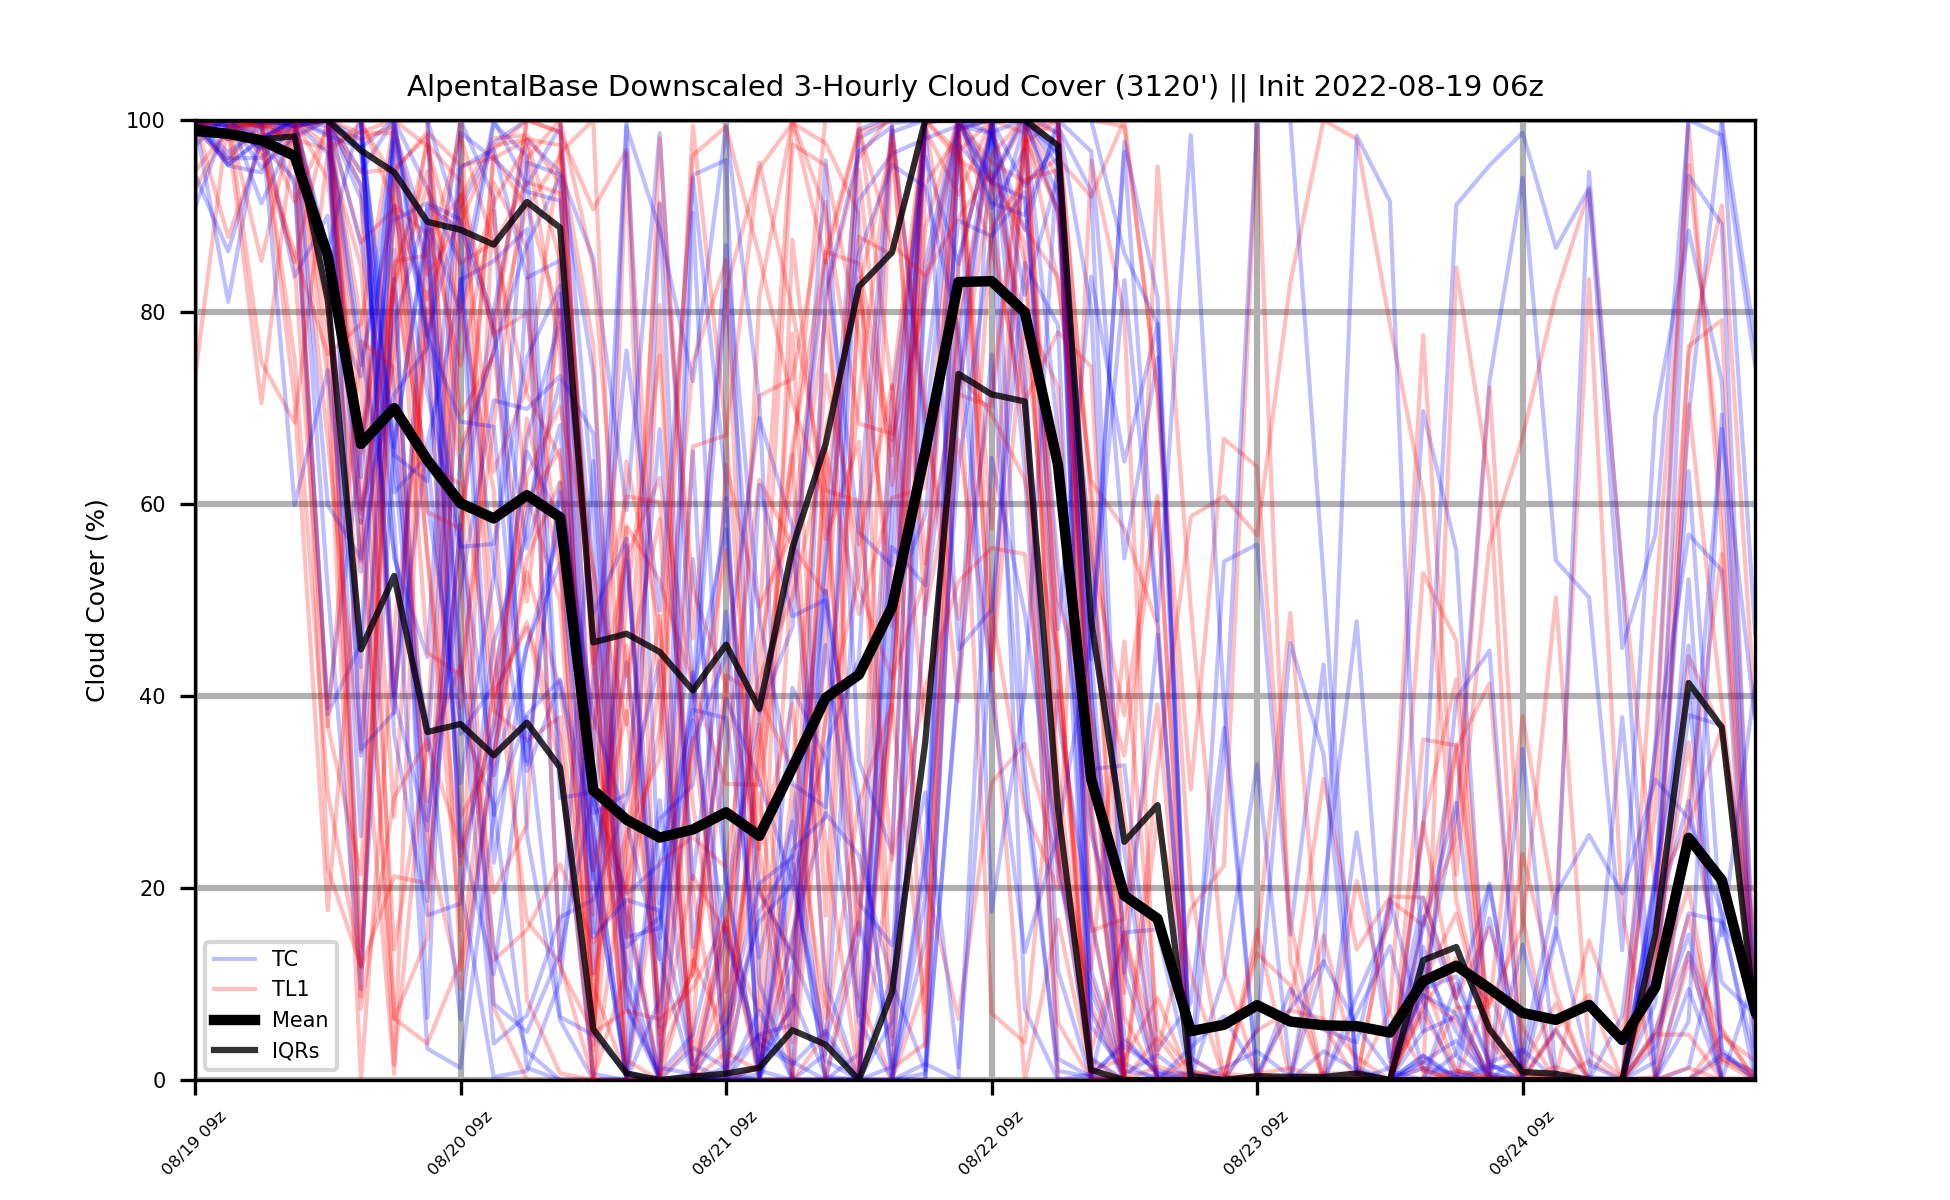 AlpentalBase Downscaled 3-Hourly Cloud Cover (3120') || Init 2022-08-19 06z
Cloud Cover (%)
100
80
60
40
20
0
TC
TL1
Mean
IQRs
08/19 09z
08/20 09z
08/21 09z
08/22 09z
08/23 09z
08/24 09z